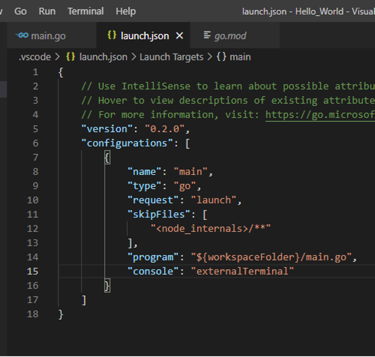 Go Run Terminal Help launch.json - Hello_World - Visua
main.go launch.json go.mod
.vscode > launch.json > Launch Targets > {} main
1 {
2 // Use IntelliSense to learn about possible attribu
3 // Hover to view descriptions of existing attribute
4 // For more information, visit: https://go.microsof
5 "version": "0.2.0",
6 "configurations": [
7 {
8 "name": "main",
9 "type": "go",
10 "request": "launch",
11 "skipFiles": [
12 "<node_internals>/**"
13 ],
14 "program": "${workspaceFolder}/main.go",
15 "console": "externalTerminal"
16 }
17 ]
18 }